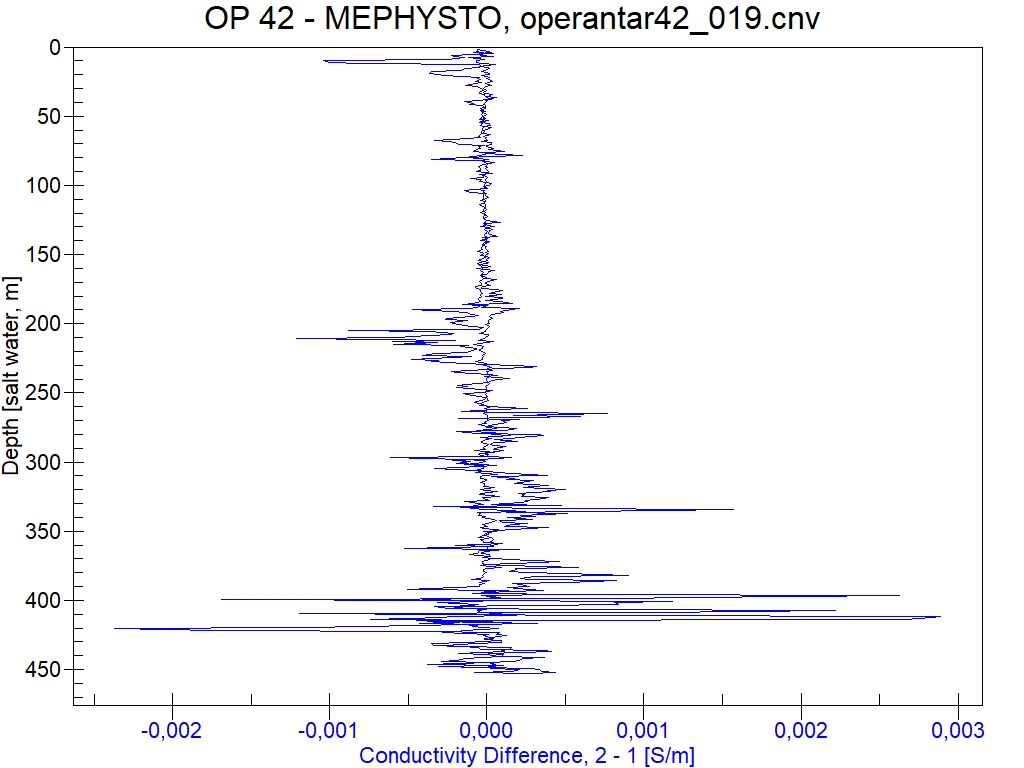 OP 42 - MEPHYSTO, operantar42_019.cnv
0
50
100
150
200
250
300
350
400
450
Depth [salt water, m]
-0,002 -0,001 0,000 0,001 0,002 0,003
Conductivity Difference, 2 - 1 [S/m]